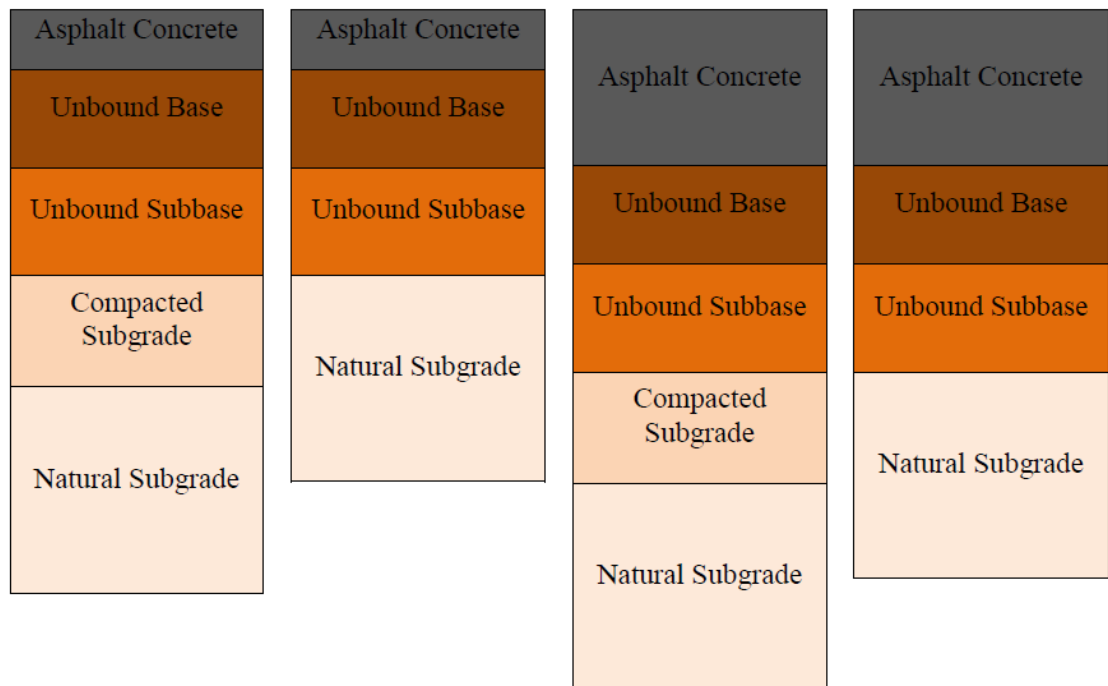 Asphalt Concrete
Unbound Base
Unbound Subbase
Compacted
Subgrade
Natural Subgrade
Asphalt Concrete
Unbound Base
Unbound Subbase
Natural Subgrade
Asphalt Concrete
Unbound Base
Unbound Subbase
Compacted
Subgrade
Natural Subgrade
Asphalt Concrete
Unbound Base
Unbound Subbase
Natural Subgrade